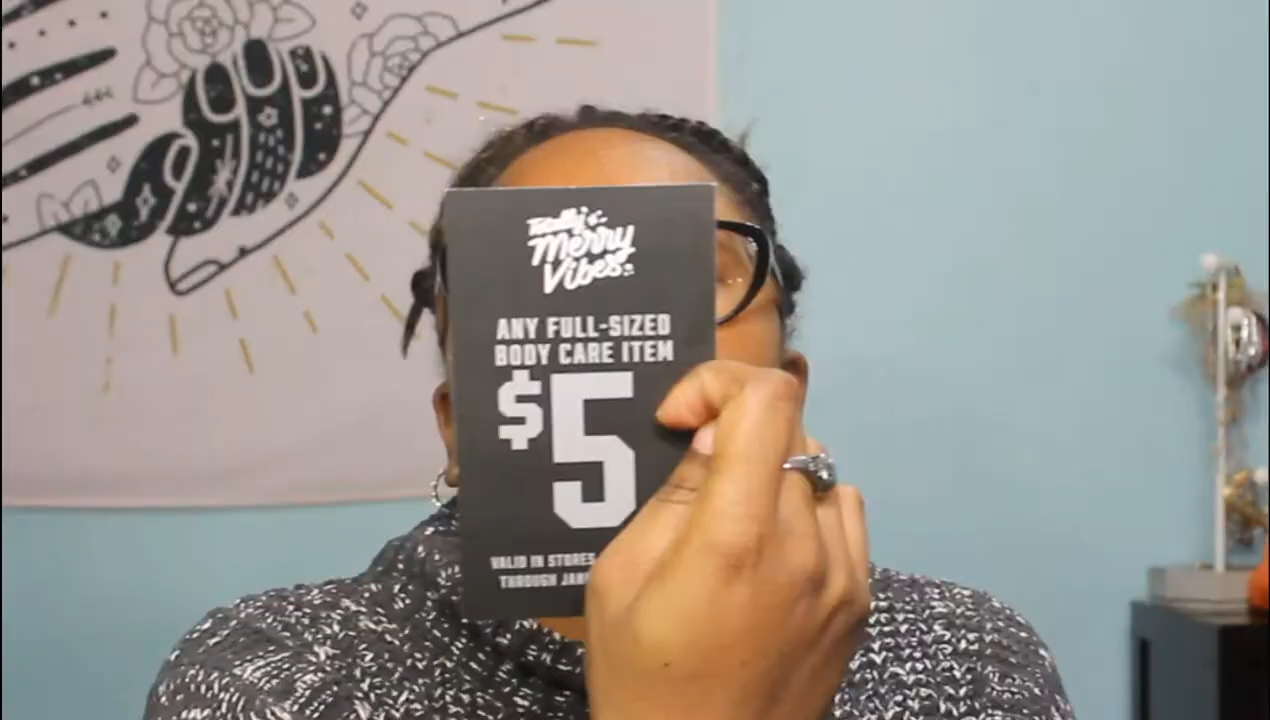 Totally
Merry
Vibes
ANY FULL-SIZED
BODY CARE ITEM
$5
VALID IN STORES
THROUGH